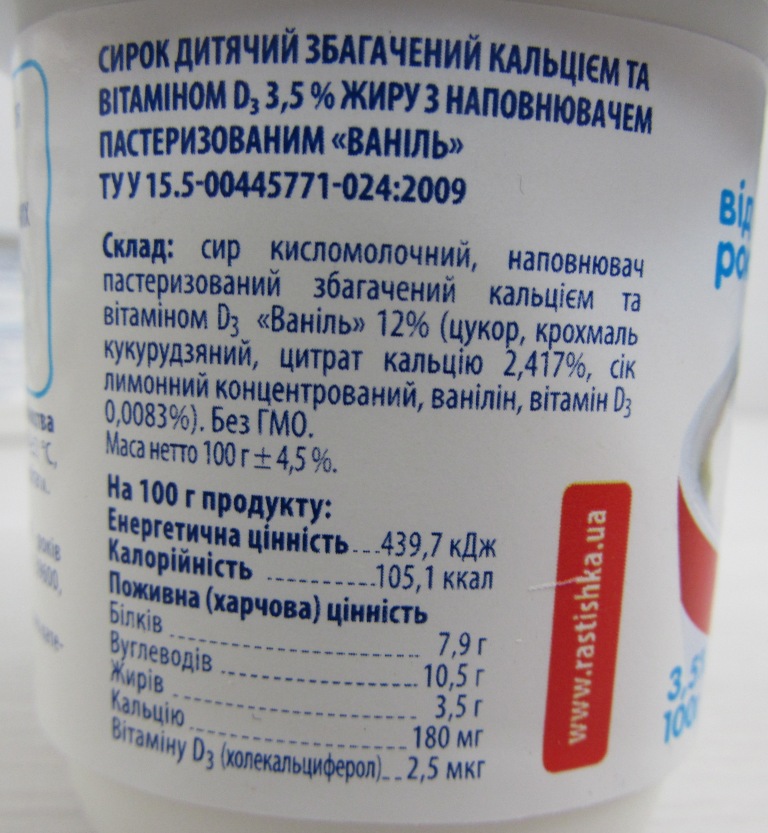 СИРОК ДИТЯЧИЙ ЗБАГАЧЕНИЙ КАЛЬЦІЄМ ТА
ВІТАМІНОМ D₃ 3,5 % ЖИРУ З НАПОВНЮВАЧЕМ
ПАСТЕРИЗОВАНИМ «ВАНІЛЬ»
ТУ У 15.5-00445771-024:2009
Склад: сир кисломолочний, наповнювач
пастеризований збагачений кальцієм та
вітаміном D₃ «Ваніль» 12% (цукор, крохмаль
кукурудзяний, цитрат кальцію 2,417%, сік
лимонний концентрований, ванілін, вітамін D₃
0,0083%). Без ГМО.
Маса нетто 100 г ± 4,5 %.
На 100 г продукту:
Енергетична цінність...439,7 кДж
Калорійність ..........105,1 ккал
Поживна (харчова) цінність
Білків .......... 7,9 г
Вуглеводів .......... 10,5 г
Жирів .......... 3,5 г
Кальцію .......... 180 мг
Вітаміну D₃ (холекальциферол)...2,5 мкг
www.rastishka.ua
від